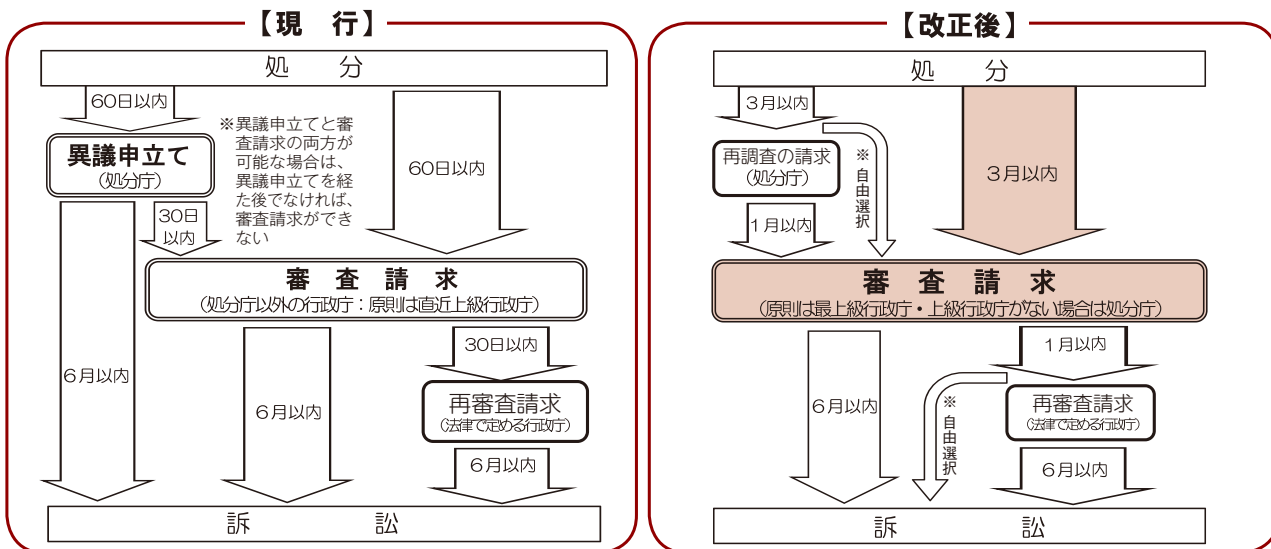 【現　行】
処　分
60日以内
異議申立て
(処分庁)
※異議申立てと審
査請求の両方が
可能な場合は、
異議申立てを経
た後でなければ、
審査請求ができ
ない
60日以内
30日
以内
審　査　請　求
(処分庁以外の行政庁：原則は直近上級行政庁)
30日以内
6月以内
6月以内
再審査請求
(法律で定める行政庁)
6月以内
訴　訟
【改正後】
処　分
3月以内
再調査の請求
(処分庁)
※自由選択
3月以内
1月以内
審　査　請　求
(原則は最上級行政庁・上級行政庁がない場合は処分庁)
1月以内
6月以内
※自由選択
再審査請求
(法律で定める行政庁)
6月以内
訴　訟